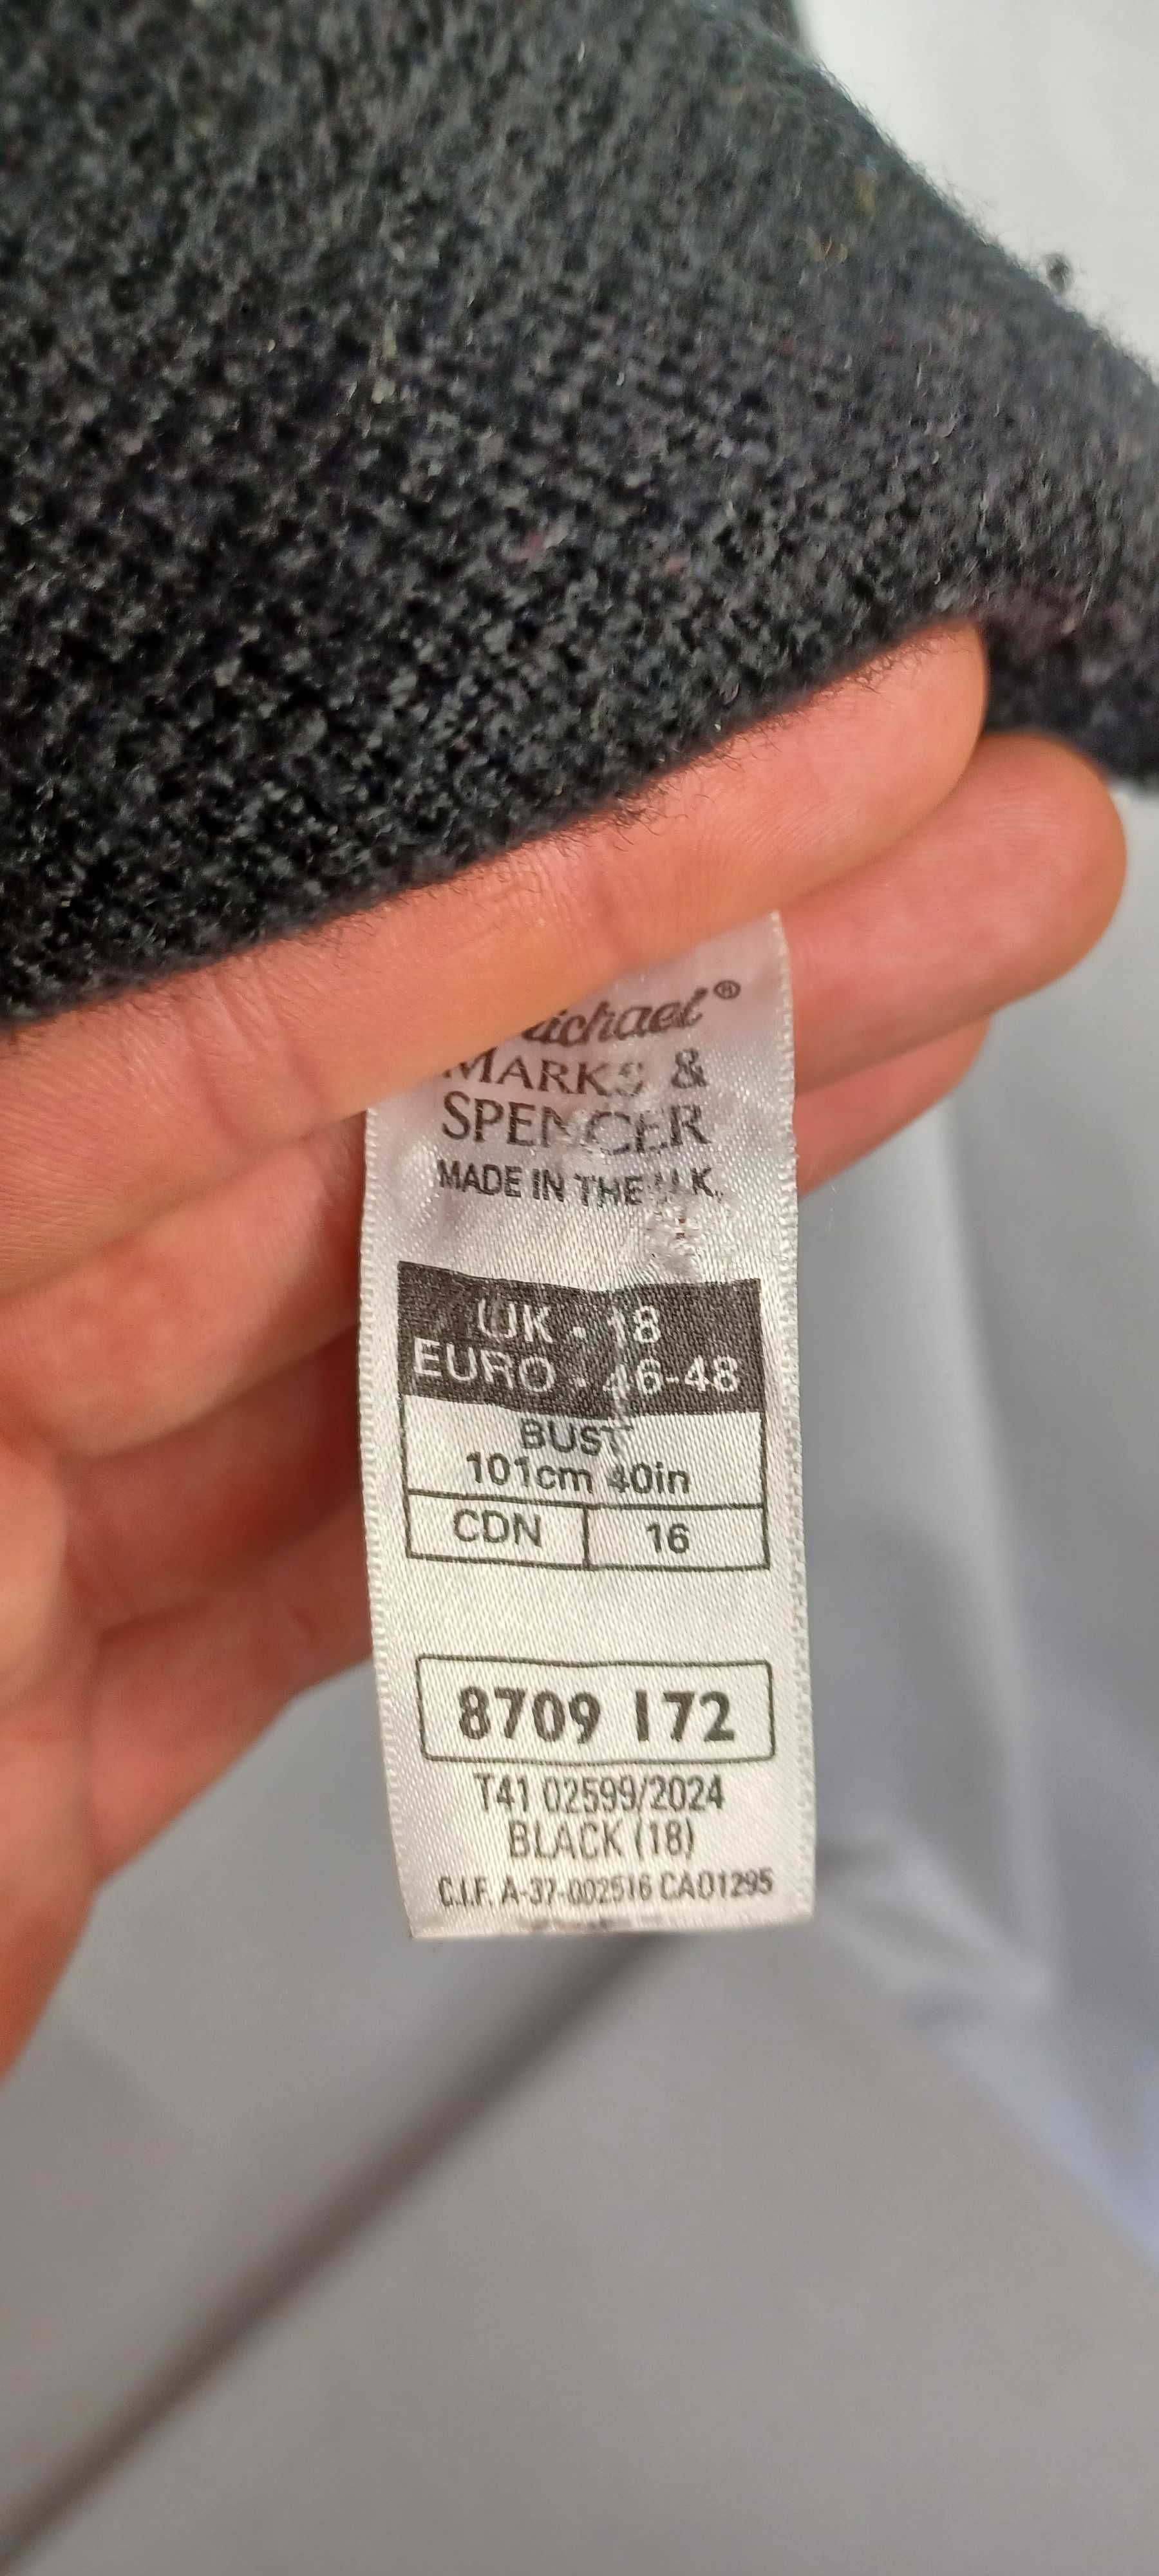 Michael®
MARKS &
SPENCER
MADE IN THE U.K.
UK - 18
EURO - 46-48
BUST
101cm 40in
CDN 16
8709 172
T41 02599/2024
BLACK (18)
C.I.F. A-37-002516 CA01295